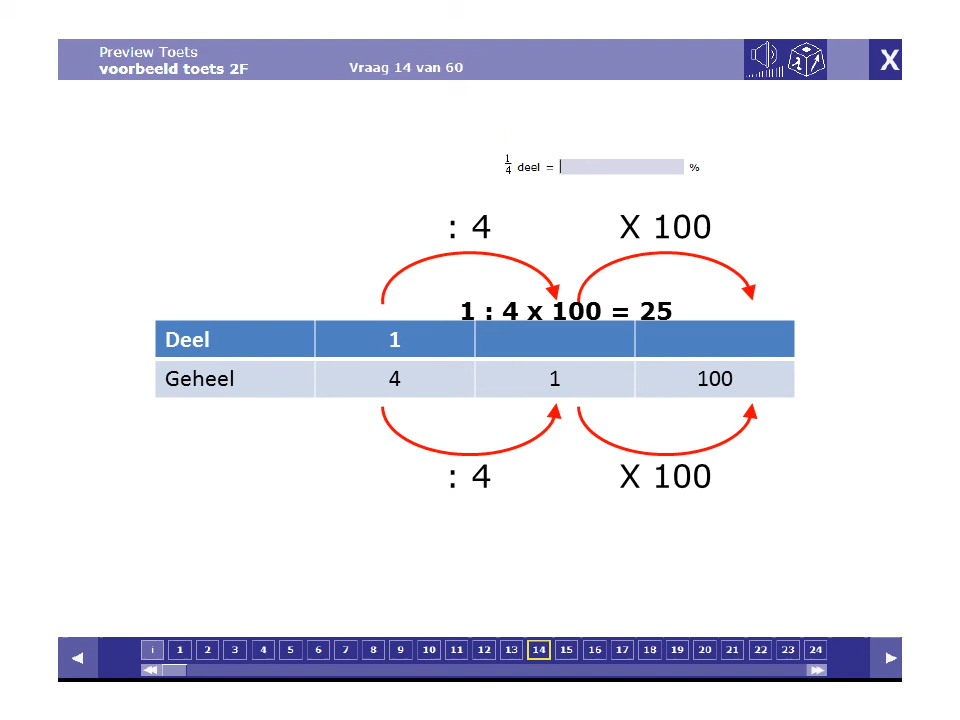 Preview Toets
voorbeeld toets 2F
Vraag 14 van 60
X
1/4 deel = %
: 4 X 100
1 : 4 x 100 = 25
Deel 1
Geheel 4 1 100
: 4 X 100
i 1 2 3 4 5 6 7 8 9 10 11 12 13 14 15 16 17 18 19 20 21 22 23 24